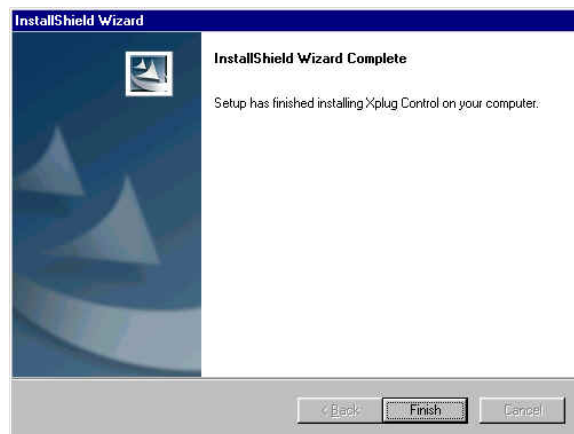 InstallShield Wizard
InstallShield Wizard Complete
Setup has finished installing Xplug Control on your computer.
< Back
Finish
Cancel